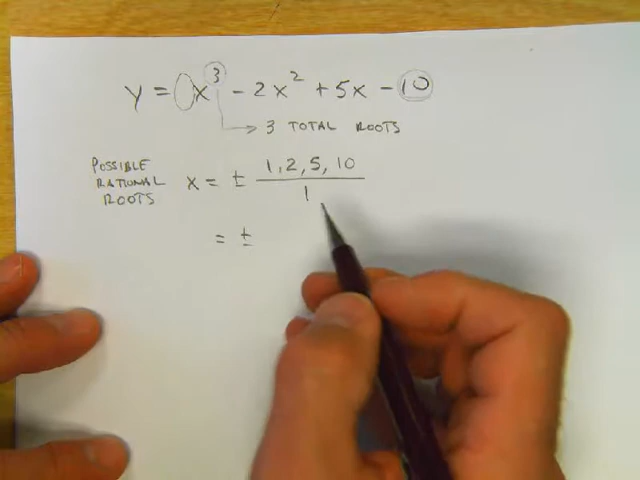 y = x³ - 2x² + 5x - 10
→ 3 TOTAL ROOTS
POSSIBLE RATIONAL ROOTS x = ± 1, 2, 5, 10 / 1
= ±